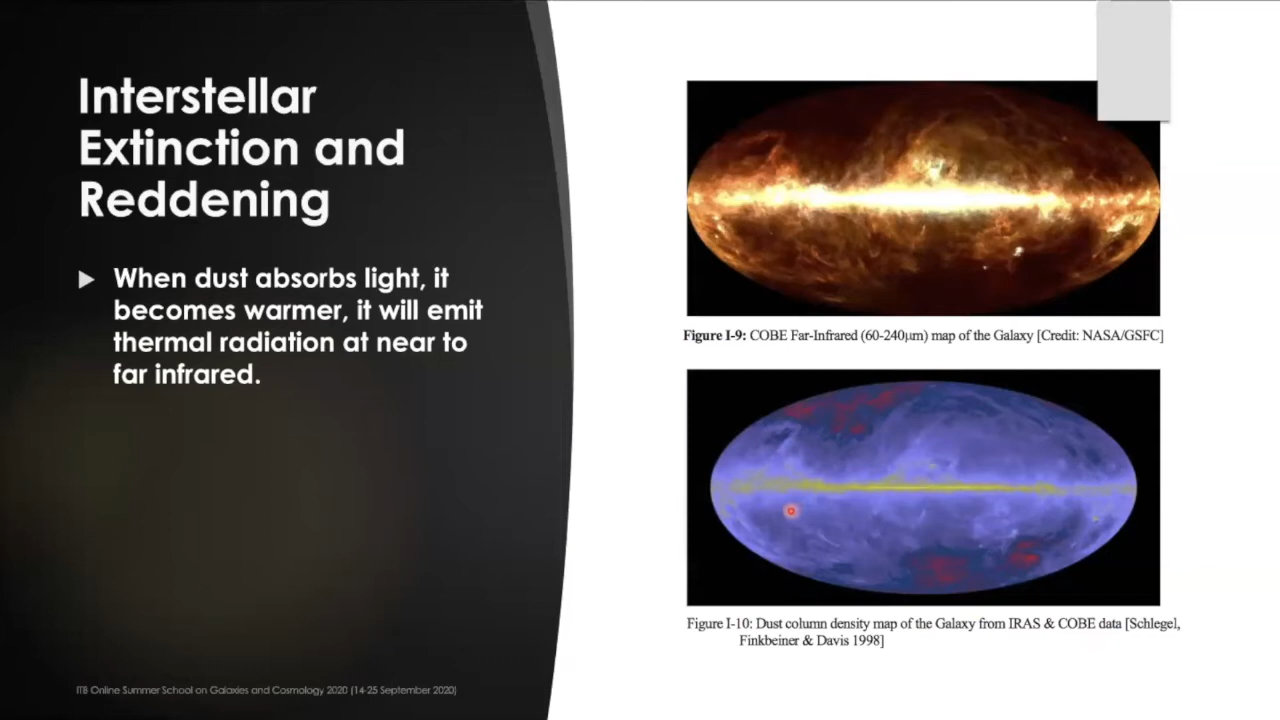 Interstellar
Extinction and
Reddening
When dust absorbs light, it
becomes warmer, it will emit
thermal radiation at near to
far infrared.
Figure I-9: COBE Far-Infrared (60-240μm) map of the Galaxy [Credit: NASA/GSFC]
Figure I-10: Dust column density map of the Galaxy from IRAS & COBE data [Schlegel,
Finkbeiner & Davis 1998]
ITB Online Summer School on Galaxies and Cosmology 2020 (14-25 September 2020)